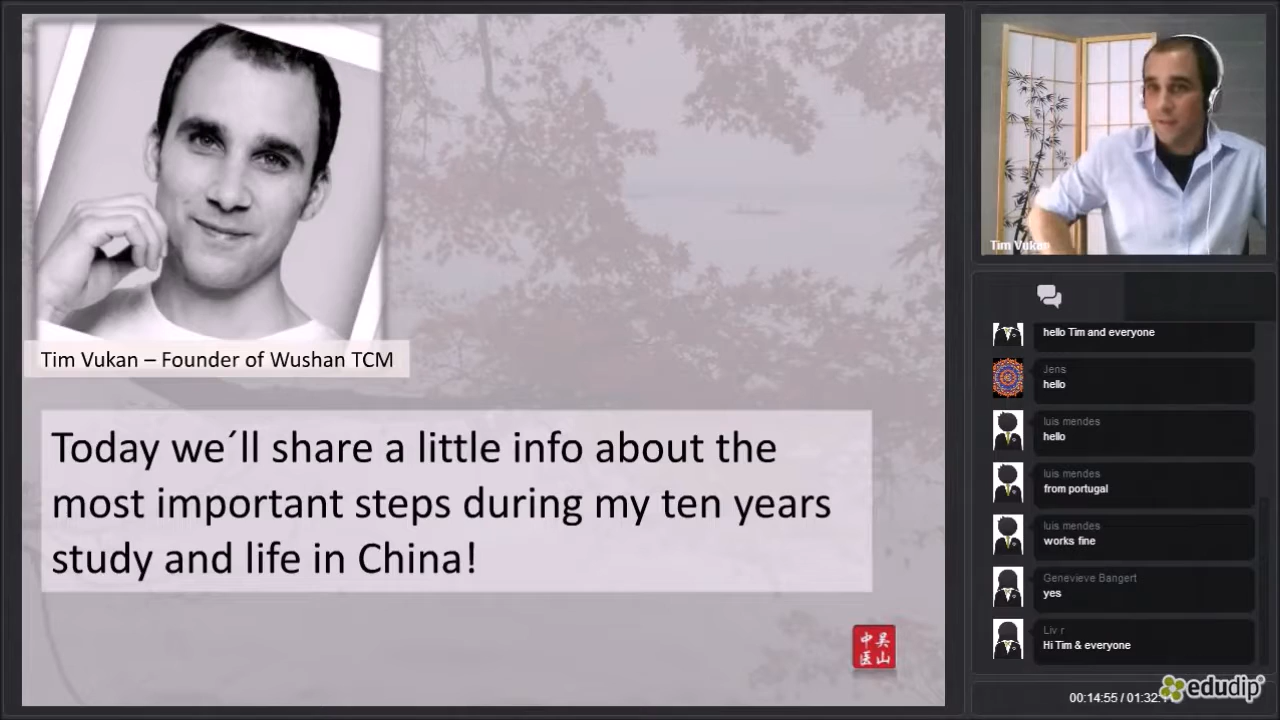 Tim Vukan – Founder of Wushan TCM
Today we´ll share a little info about the
most important steps during my ten years
study and life in China!
吴山
中医
Tim Vukan
hello Tim and everyone
Jens
hello
luis mendes
hello
luis mendes
from portugal
luis mendes
works fine
Genevieve Bangert
yes
Liv r
Hi Tim & everyone
00:14:55 / 01:32:
edudip